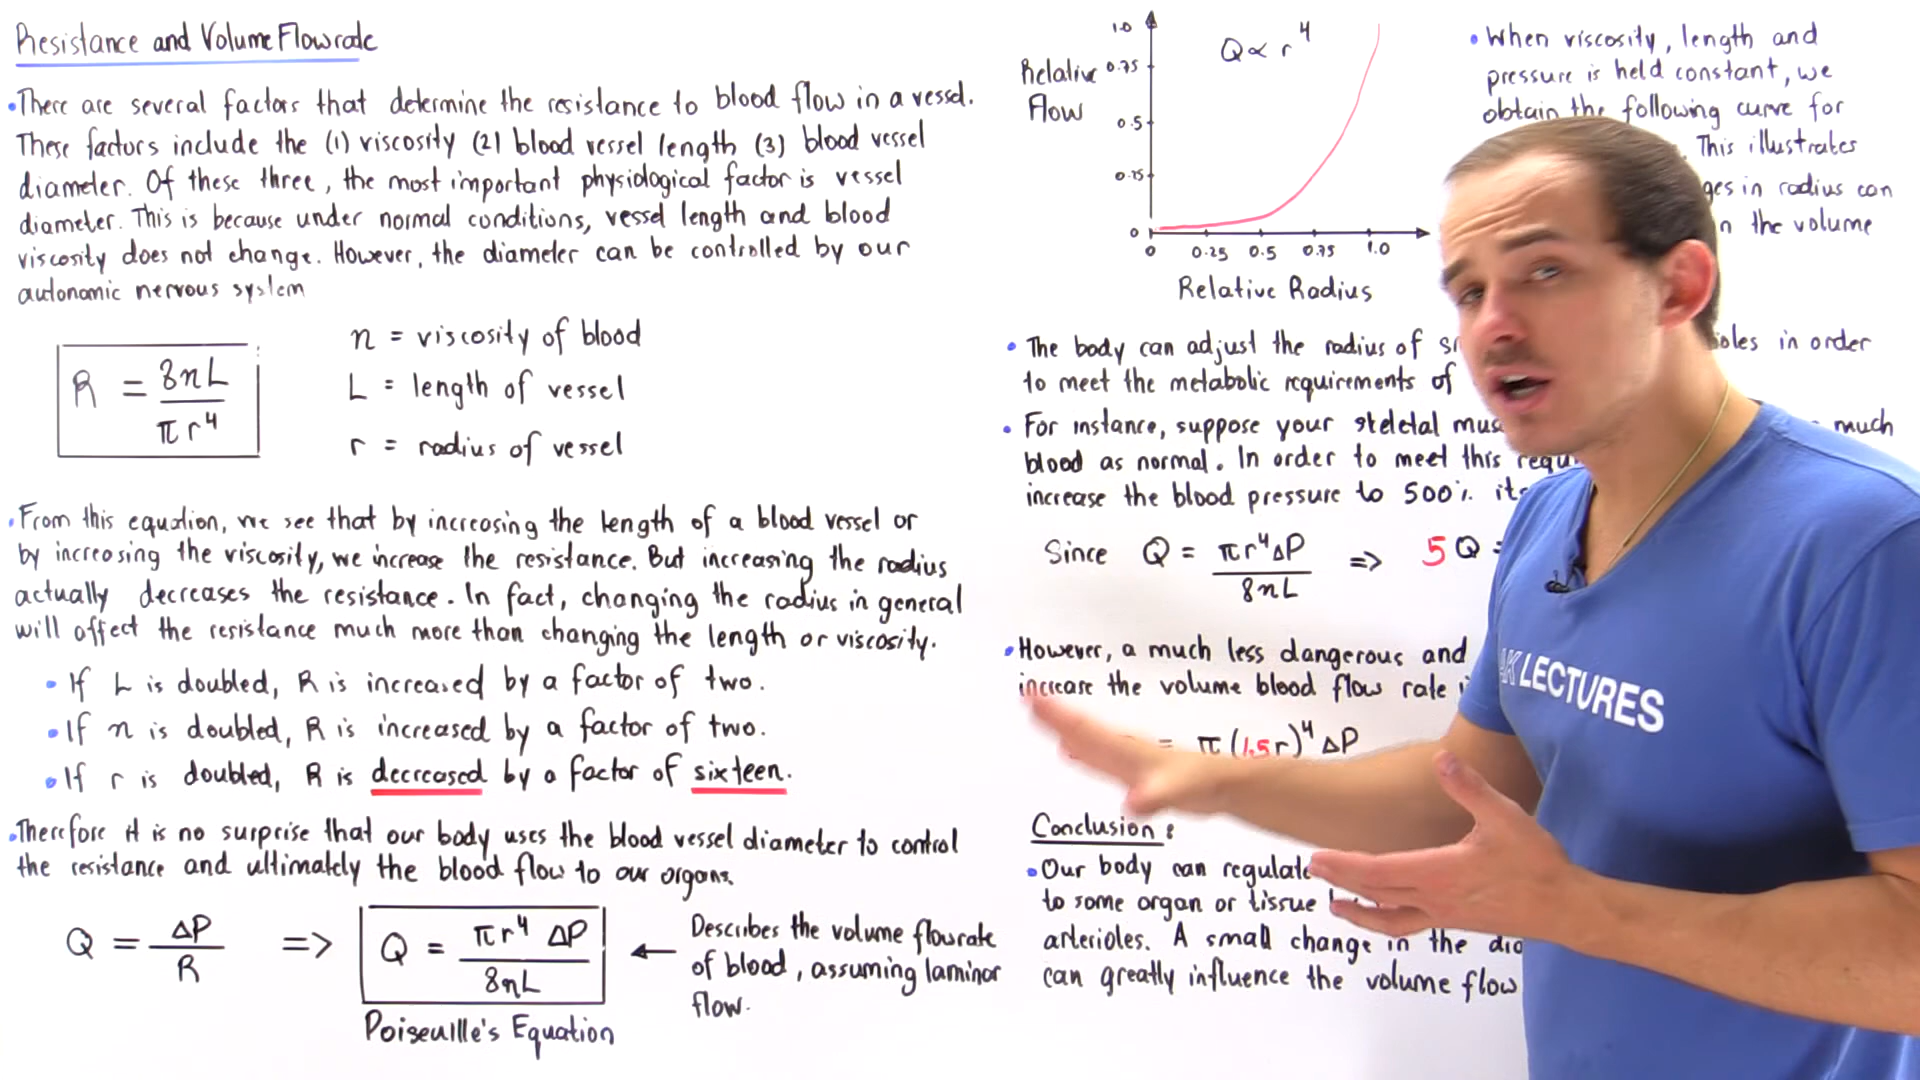 Resistance and Volume Flowrate
• There are several factors that determine the resistance to blood flow in a vessel.
These factors include the (1) viscosity (2) blood vessel length (3) blood vessel
diameter. Of these three, the most important physiological factor is vessel
diameter. This is because under normal conditions, vessel length and blood
viscosity does not change. However, the diameter can be controlled by our
autonomic nervous system
R = 8nL / πr⁴
n = viscosity of blood
L = length of vessel
r = radius of vessel
• From this equation, we see that by increasing the length of a blood vessel or
by increasing the viscosity, we increase the resistance. But increasing the radius
actually decreases the resistance. In fact, changing the radius in general
will affect the resistance much more than changing the length or viscosity.
• If L is doubled, R is increased by a factor of two.
• If n is doubled, R is increased by a factor of two.
• If r is doubled, R is decreased by a factor of sixteen.
• Therefore it is no surprise that our body uses the blood vessel diameter to control
the resistance and ultimately the blood flow to our organs.
Q = ΔP / R => Q = πr⁴ ΔP / 8nL
Poiseuille's Equation
Describes the volume flowrate
of blood, assuming laminar
flow.
Relative
Flow
1.0
0.75
0.5
0.25
0
Q ∝ r⁴
0 0.25 0.5 0.75 1.0
Relative Radius
• When viscosity, length and
pressure is held constant, we
obtain the following curve for
. This illustrates
ges in radius can
n the volume
• The body can adjust the radius of oles in order
to meet the metabolic requirements of
• For instance, suppose your skeletal much
blood as normal. In order to meet this
increase the blood pressure to 500%
Since Q = πr⁴ΔP / 8nL => 5Q =
• However, a much less dangerous and
increase the volume blood flow rate
= π(1.5r)⁴ ΔP
Conclusion:
• Our body can regulate
to some organ or tissue
arterioles. A small change in the
can greatly influence the volume flow
AK LECTURES